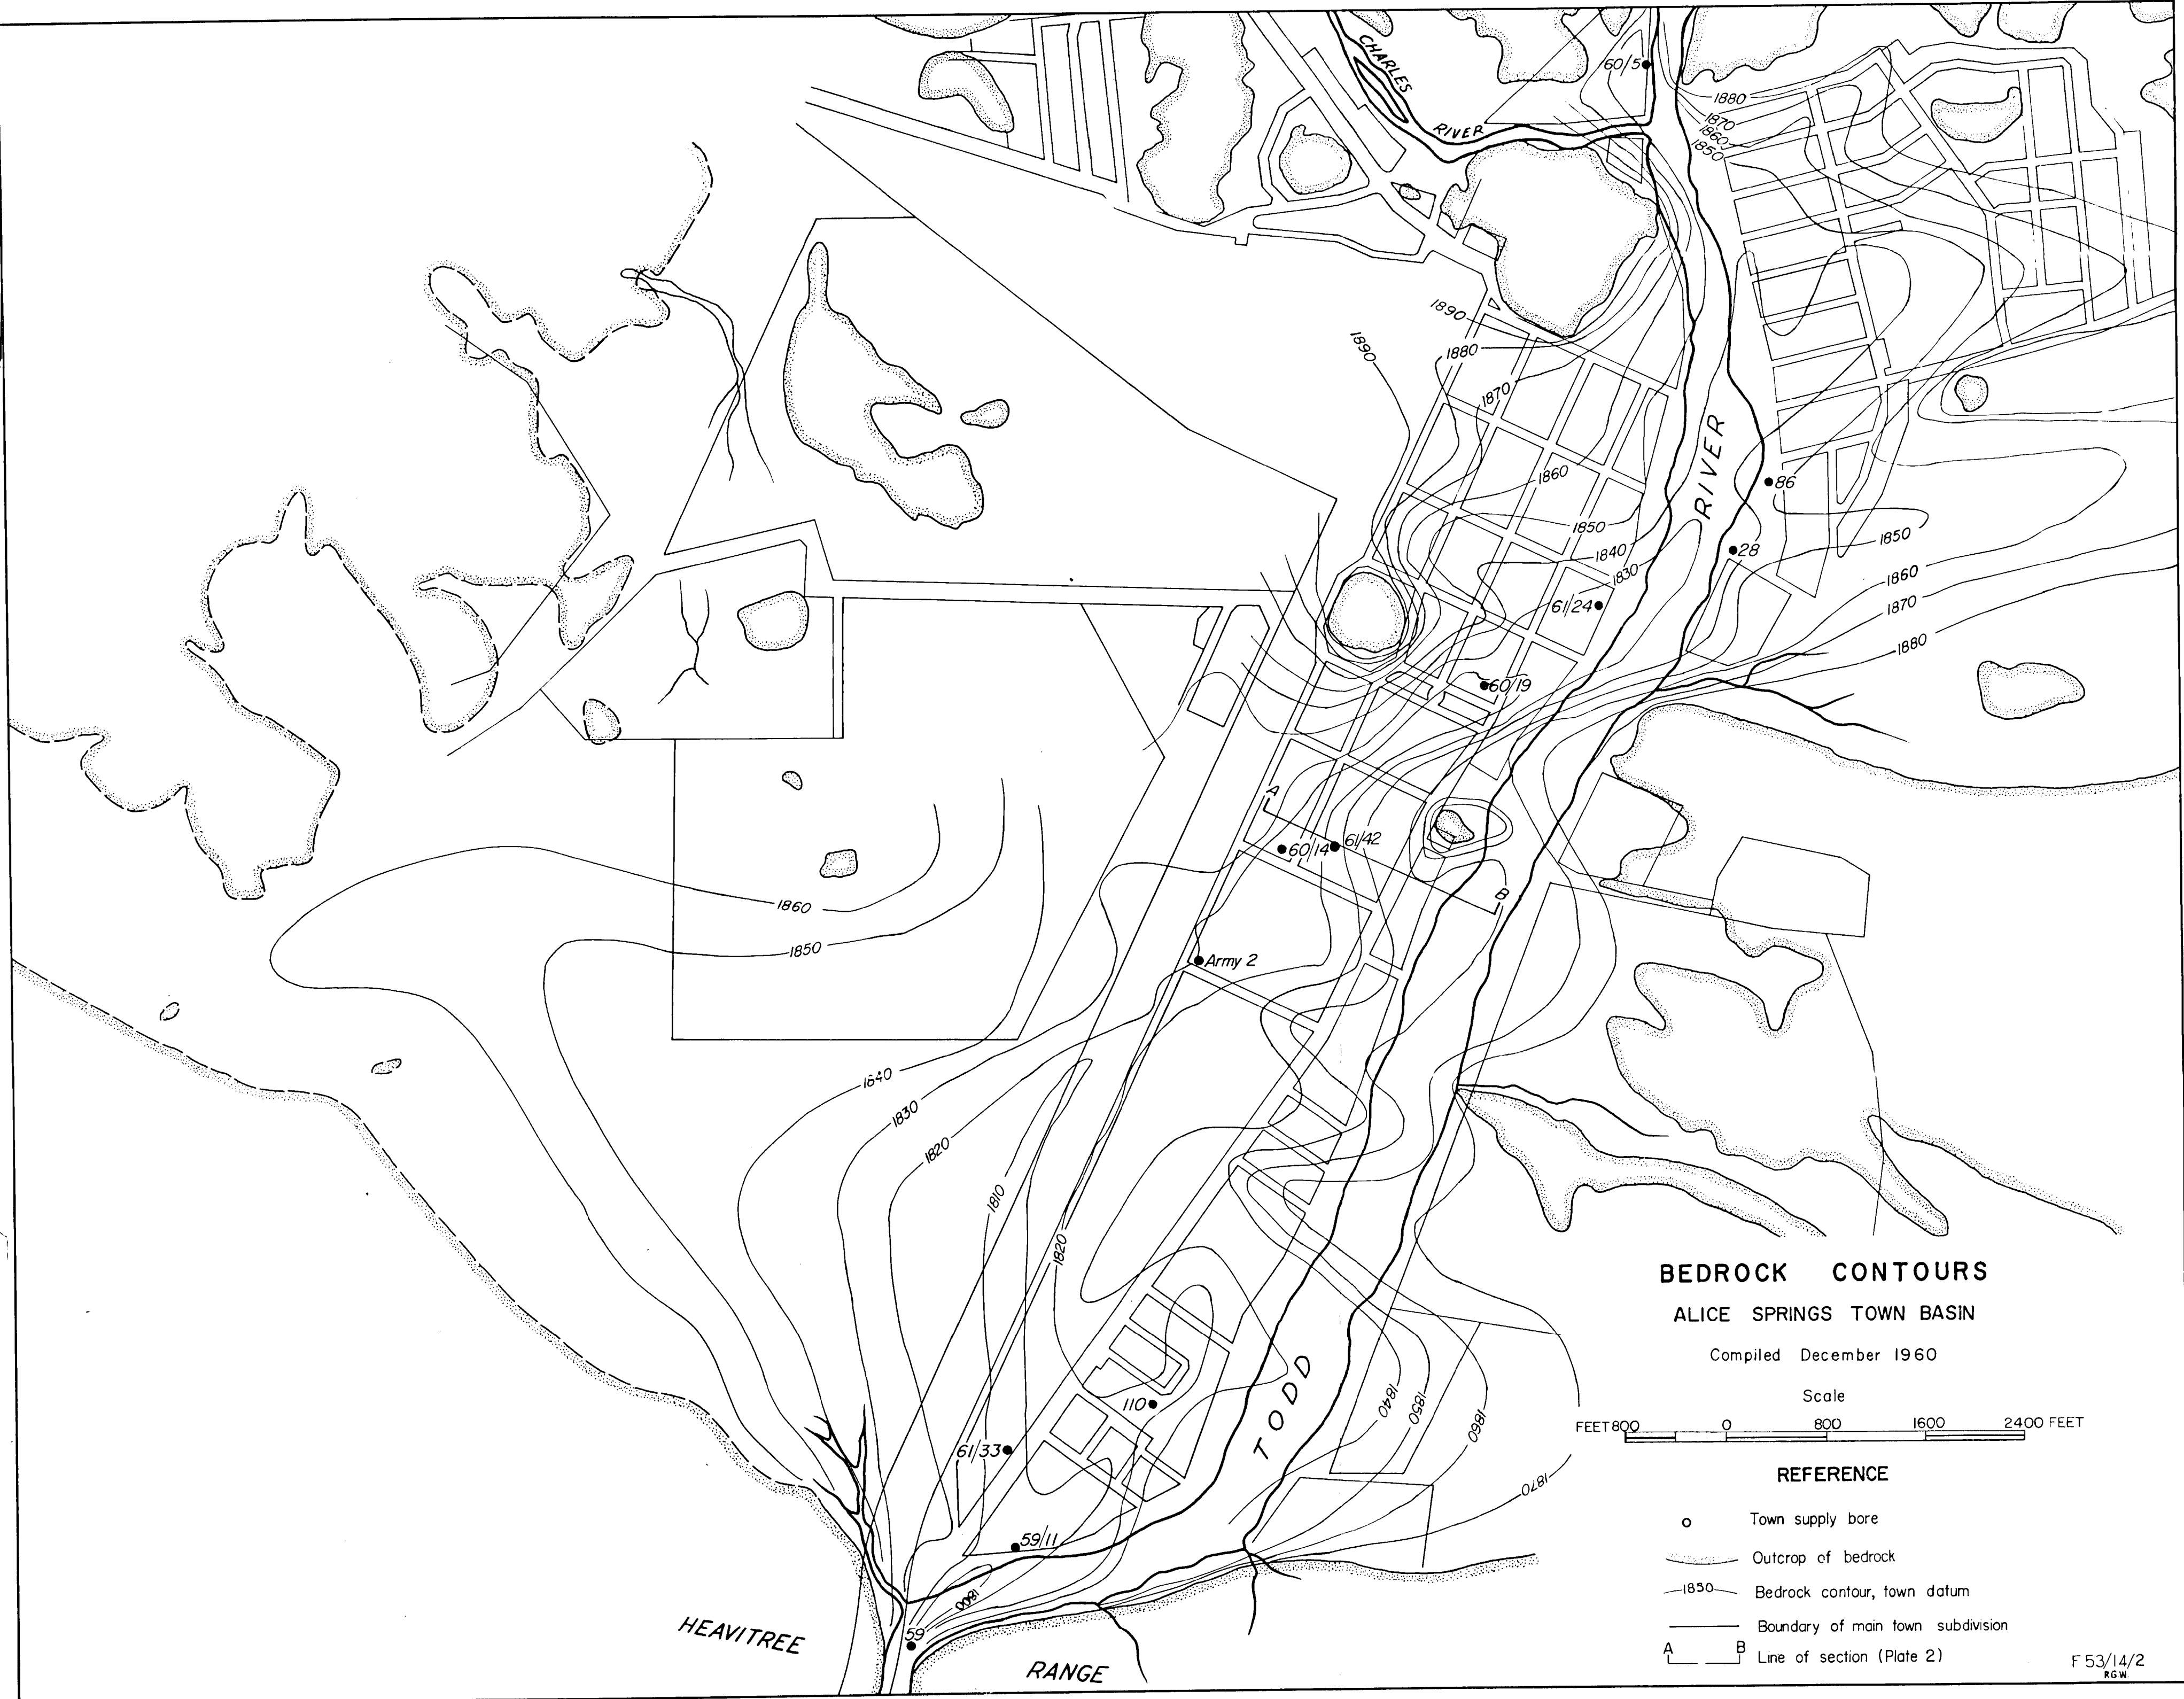 CHARLES
RIVER
60/5
1880
1870
1860
1850
1890
1890
1880
1870
1860
1850
1840
1830
RIVER
86
28
1850
1860
1870
1880
61/24
60/19
A
60/14
61/42
B
1860
1850
Army 2
1840
1830
1820
1810
1820
110
61/33
59/11
1800
59
TODD
1840
1850
1860
1870
HEAVITREE
RANGE
BEDROCK CONTOURS
ALICE SPRINGS TOWN BASIN
Compiled December 1960
Scale
FEET 800 0 800 1600 2400 FEET
REFERENCE
Town supply bore
Outcrop of bedrock
1850 Bedrock contour, town datum
Boundary of main town subdivision
A B Line of section (Plate 2)
F 53/14/2
R.G.W.